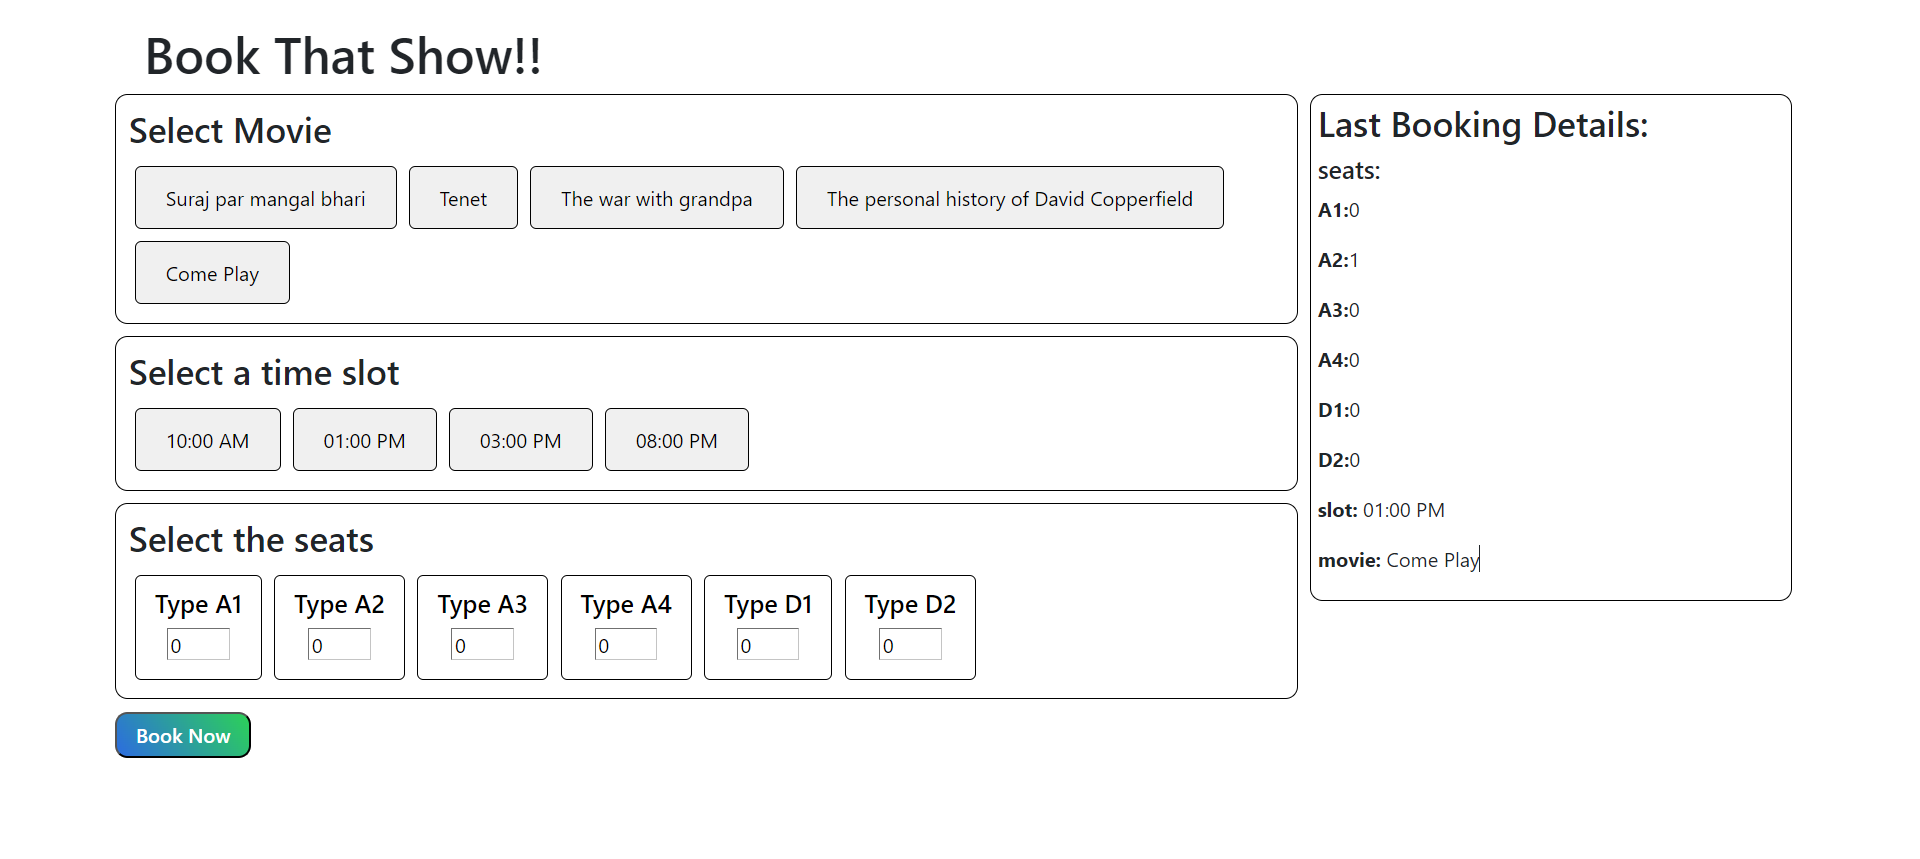 Book That Show!!
Select Movie
Suraj par mangal bhari
Tenet
The war with grandpa
The personal history of David Copperfield
Come Play
Select a time slot
10:00 AM
01:00 PM
03:00 PM
08:00 PM
Select the seats
Type A1
0
Type A2
0
Type A3
0
Type A4
0
Type D1
0
Type D2
0
Book Now
Last Booking Details:
seats:
A1:0
A2:1
A3:0
A4:0
D1:0
D2:0
slot: 01:00 PM
movie: Come Play